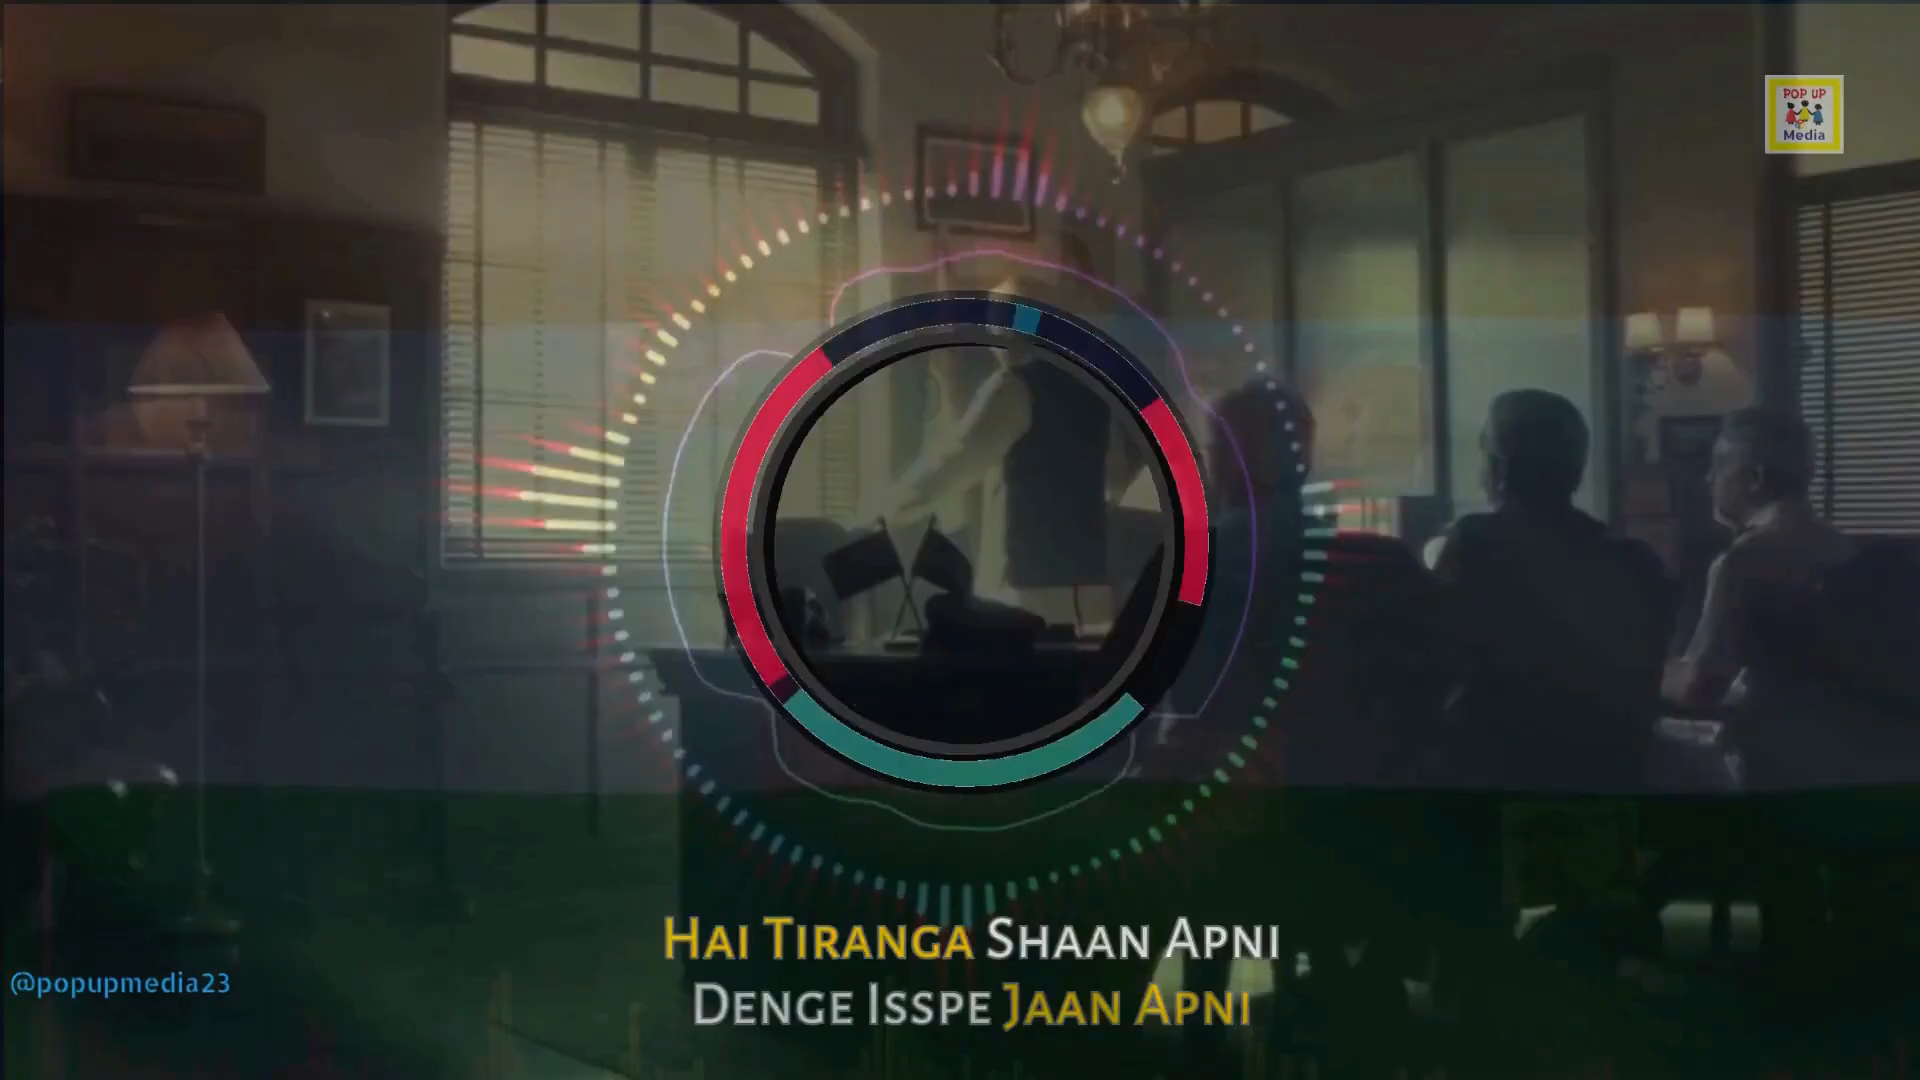 POP UP
Media
Hai Tiranga Shaan Apni
Denge Isspe Jaan Apni
@popupmedia23